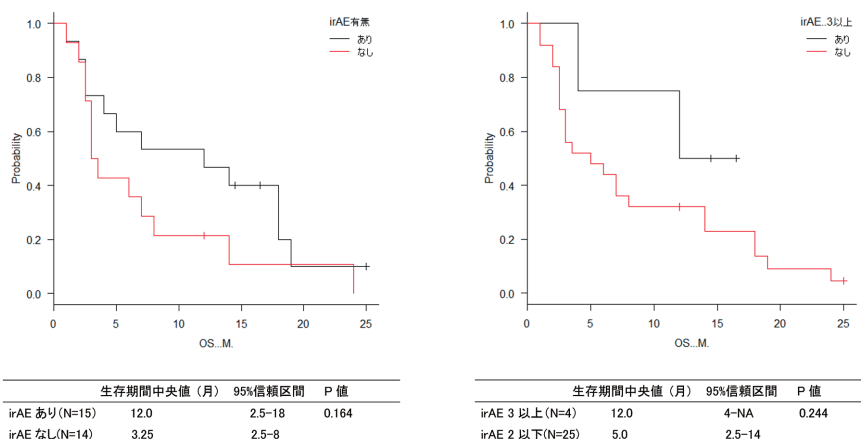 irAE有無
あり
なし
1.0
0.8
0.6
0.4
0.2
0.0
Probability
0 5 10 15 20 25
OS...M.
生存期間中央値（月） 95%信頼区間 P 値
irAE あり(N=15) 12.0 2.5-18 0.164
irAE なし(N=14) 3.25 2.5-8
irAE..3以上
あり
なし
1.0
0.8
0.6
0.4
0.2
0.0
Probability
0 5 10 15 20 25
OS...M.
生存期間中央値（月） 95%信頼区間 P 値
irAE 3 以上(N=4) 12.0 4-NA 0.244
irAE 2 以下(N=25) 5.0 2.5-14